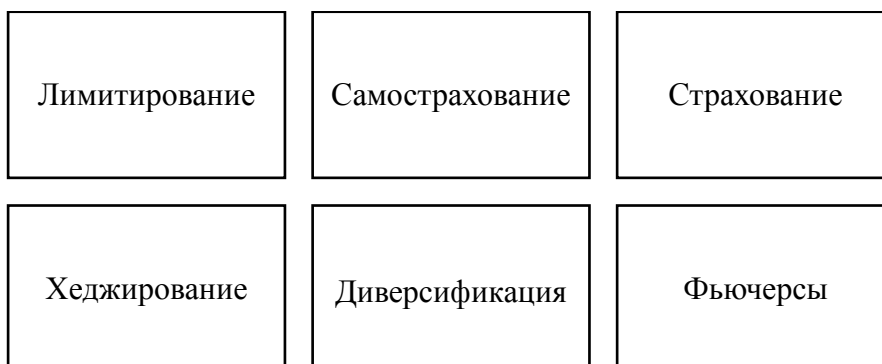 Лимитирование
Самострахование
Страхование
Хеджирование
Диверсификация
Фьючерсы